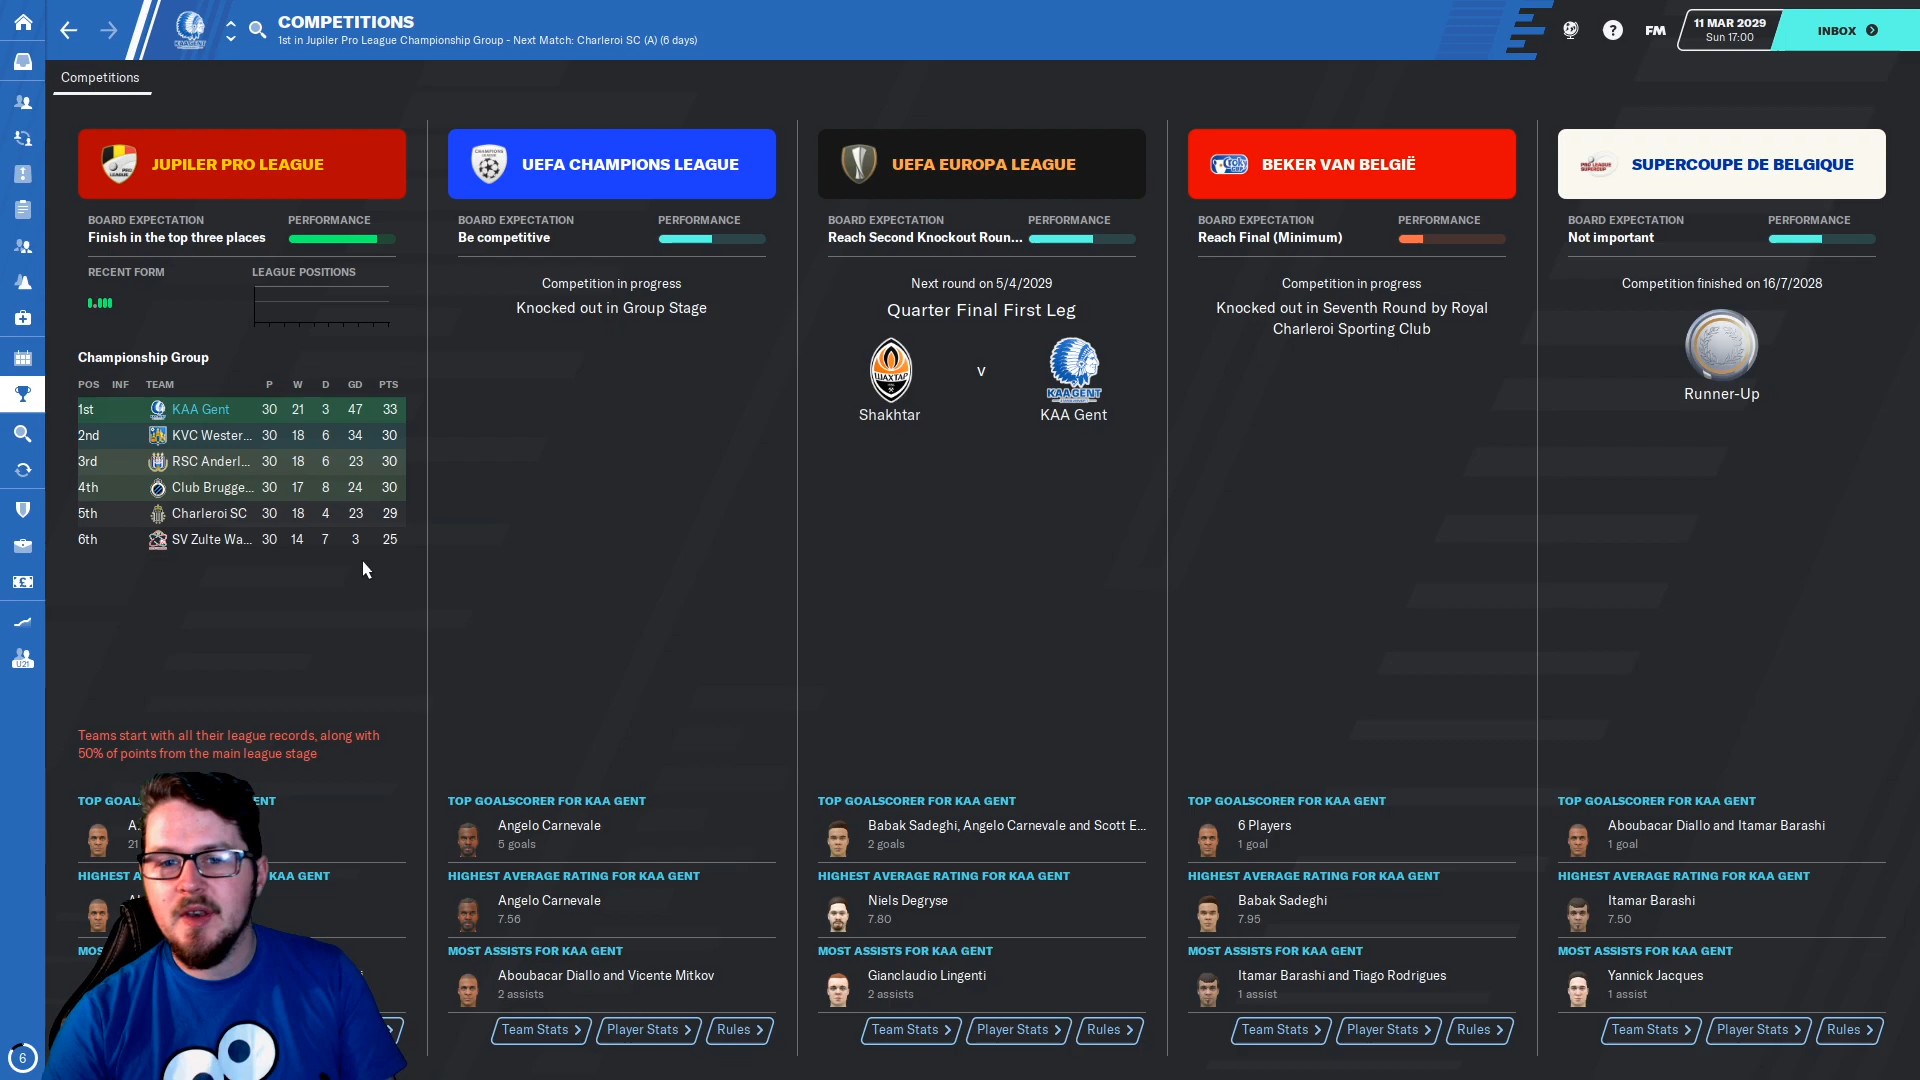 COMPETITIONS
1st in Jupiler Pro League Championship Group - Next Match: Charleroi SC (A) (6 days)
FM
11 MAR 2029
Sun 17:00
INBOX
Competitions
JUPILER PRO LEAGUE
BOARD EXPECTATION
PERFORMANCE
Finish in the top three places
RECENT FORM
LEAGUE POSITIONS
Championship Group
POS INF TEAM P W D GD PTS
1st KAA Gent 30 21 3 47 33
2nd KVC Wester... 30 18 6 34 30
3rd RSC Anderl... 30 18 6 23 30
4th Club Brugge... 30 17 8 24 30
5th Charleroi SC 30 18 4 23 29
6th SV Zulte Wa... 30 14 7 3 25
Teams start with all their league records, along with
50% of points from the main league stage
UEFA CHAMPIONS LEAGUE
BOARD EXPECTATION
PERFORMANCE
Be competitive
Competition in progress
Knocked out in Group Stage
TOP GOALSCORER FOR KAA GENT
Angelo Carnevale
5 goals
HIGHEST AVERAGE RATING FOR KAA GENT
Angelo Carnevale
7.56
MOST ASSISTS FOR KAA GENT
Aboubacar Diallo and Vicente Mitkov
2 assists
Team Stats Player Stats Rules
UEFA EUROPA LEAGUE
BOARD EXPECTATION
PERFORMANCE
Reach Second Knockout Roun...
Next round on 5/4/2029
Quarter Final First Leg
v
Shakhtar
KAA Gent
TOP GOALSCORER FOR KAA GENT
Babak Sadeghi, Angelo Carnevale and Scott E...
2 goals
HIGHEST AVERAGE RATING FOR KAA GENT
Niels Degryse
7.80
MOST ASSISTS FOR KAA GENT
Gianclaudio Lingenti
2 assists
Team Stats Player Stats Rules
BEKER VAN BELGIË
BOARD EXPECTATION
PERFORMANCE
Reach Final (Minimum)
Competition in progress
Knocked out in Seventh Round by Royal
Charleroi Sporting Club
TOP GOALSCORER FOR KAA GENT
6 Players
1 goal
HIGHEST AVERAGE RATING FOR KAA GENT
Babak Sadeghi
7.95
MOST ASSISTS FOR KAA GENT
Itamar Barashi and Tiago Rodrigues
1 assist
Team Stats Player Stats Rules
SUPERCOUPE DE BELGIQUE
BOARD EXPECTATION
PERFORMANCE
Not important
Competition finished on 16/7/2028
Runner-Up
TOP GOALSCORER FOR KAA GENT
Aboubacar Diallo and Itamar Barashi
1 goal
HIGHEST AVERAGE RATING FOR KAA GENT
Itamar Barashi
7.50
MOST ASSISTS FOR KAA GENT
Yannick Jacques
1 assist
Team Stats Player Stats Rules
U21
6